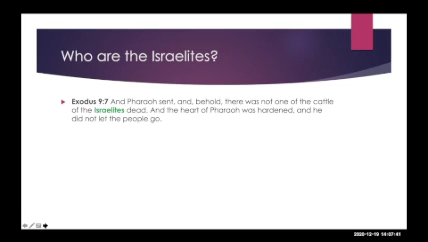 Who are the Israelites?
Exodus 9:7 And Pharaoh sent, and, behold, there was not one of the cattle
of the Israelites dead. And the heart of Pharaoh was hardened, and he
did not let the people go.
2020-12-19 14:07:41